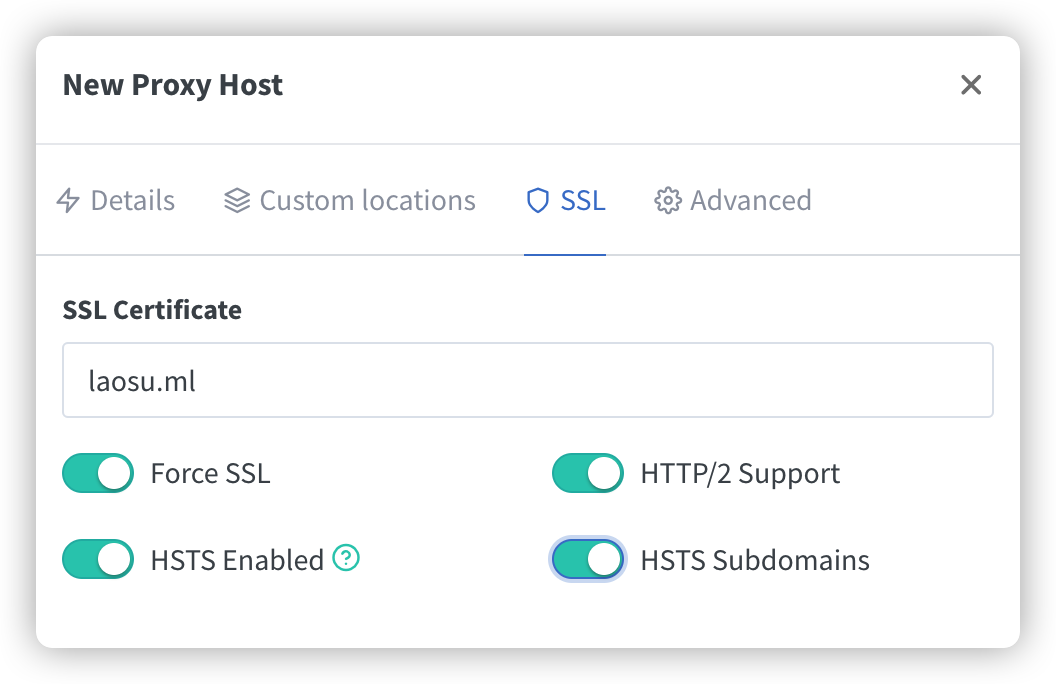 New Proxy Host
Details Custom locations SSL Advanced
SSL Certificate
laosu.ml
Force SSL HTTP/2 Support
HSTS Enabled ? HSTS Subdomains